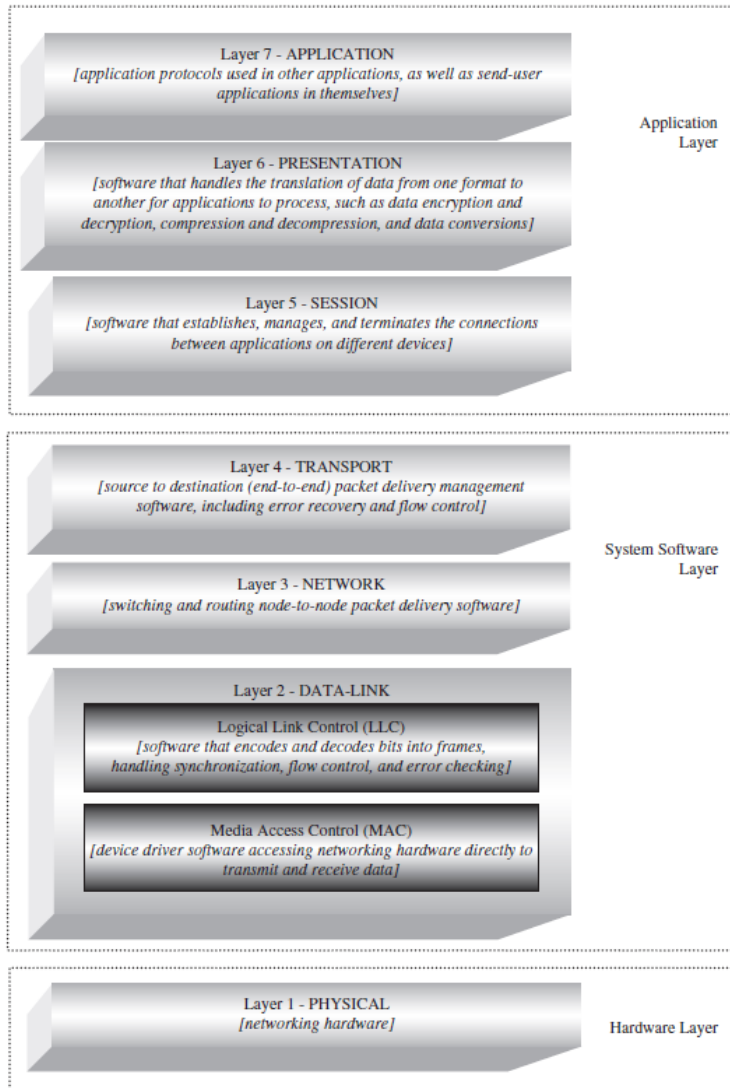 Layer 7 - APPLICATION
[application protocols used in other applications, as well as send-user
applications in themselves]
Application
Layer
Layer 6 - PRESENTATION
[software that handles the translation of data from one format to
another for applications to process, such as data encryption and
decryption, compression and decompression, and data conversions]
Layer 5 - SESSION
[software that establishes, manages, and terminates the connections
between applications on different devices]
Layer 4 - TRANSPORT
[source to destination (end-to-end) packet delivery management
software, including error recovery and flow control]
System Software
Layer
Layer 3 - NETWORK
[switching and routing node-to-node packet delivery software]
Layer 2 - DATA-LINK
Logical Link Control (LLC)
[software that encodes and decodes bits into frames,
handling synchronization, flow control, and error checking]
Media Access Control (MAC)
[device driver software accessing networking hardware directly to
transmit and receive data]
Layer 1 - PHYSICAL
[networking hardware]
Hardware Layer